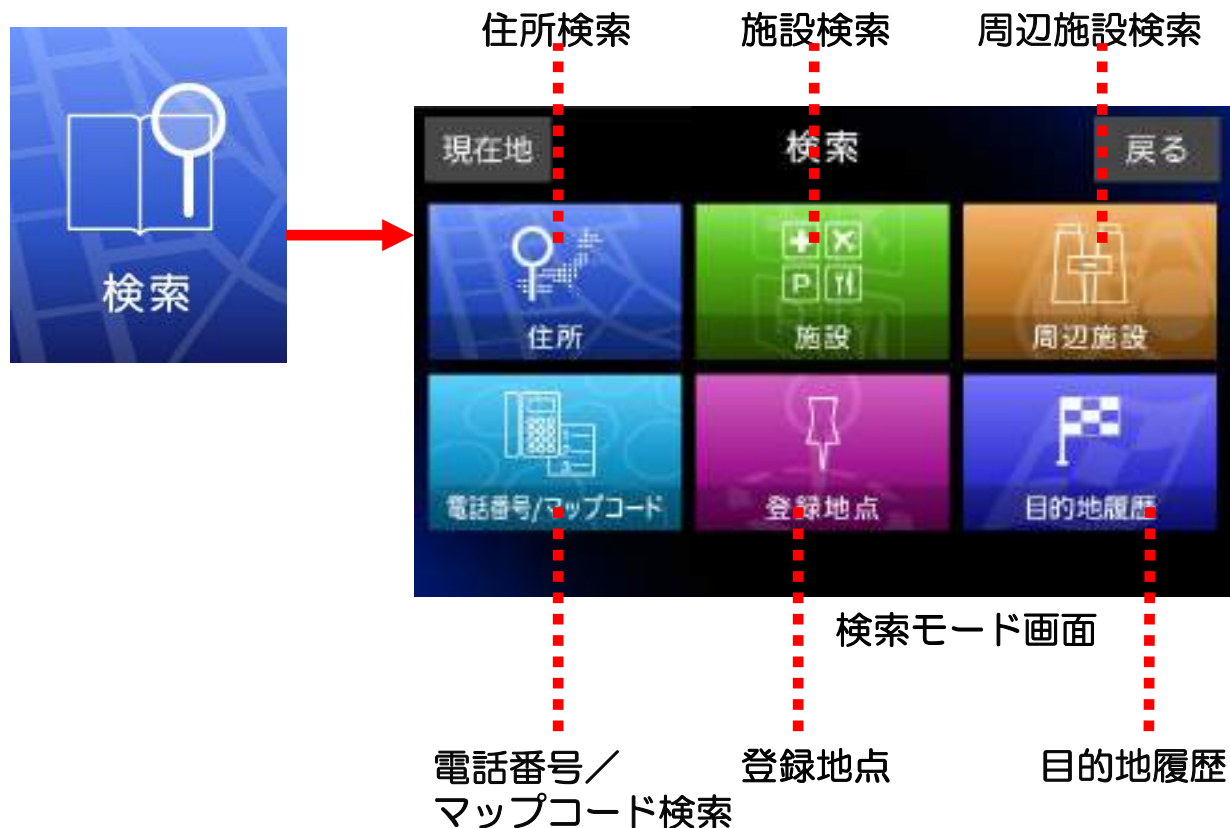 住所検索
施設検索
周辺施設検索
検索
現在地
検索
戻る
住所
施設
P
周辺施設
電話番号/マップコード
1
2
3
登録地点
目的地履歴
検索モード画面
電話番号／
マップコード検索
登録地点
目的地履歴